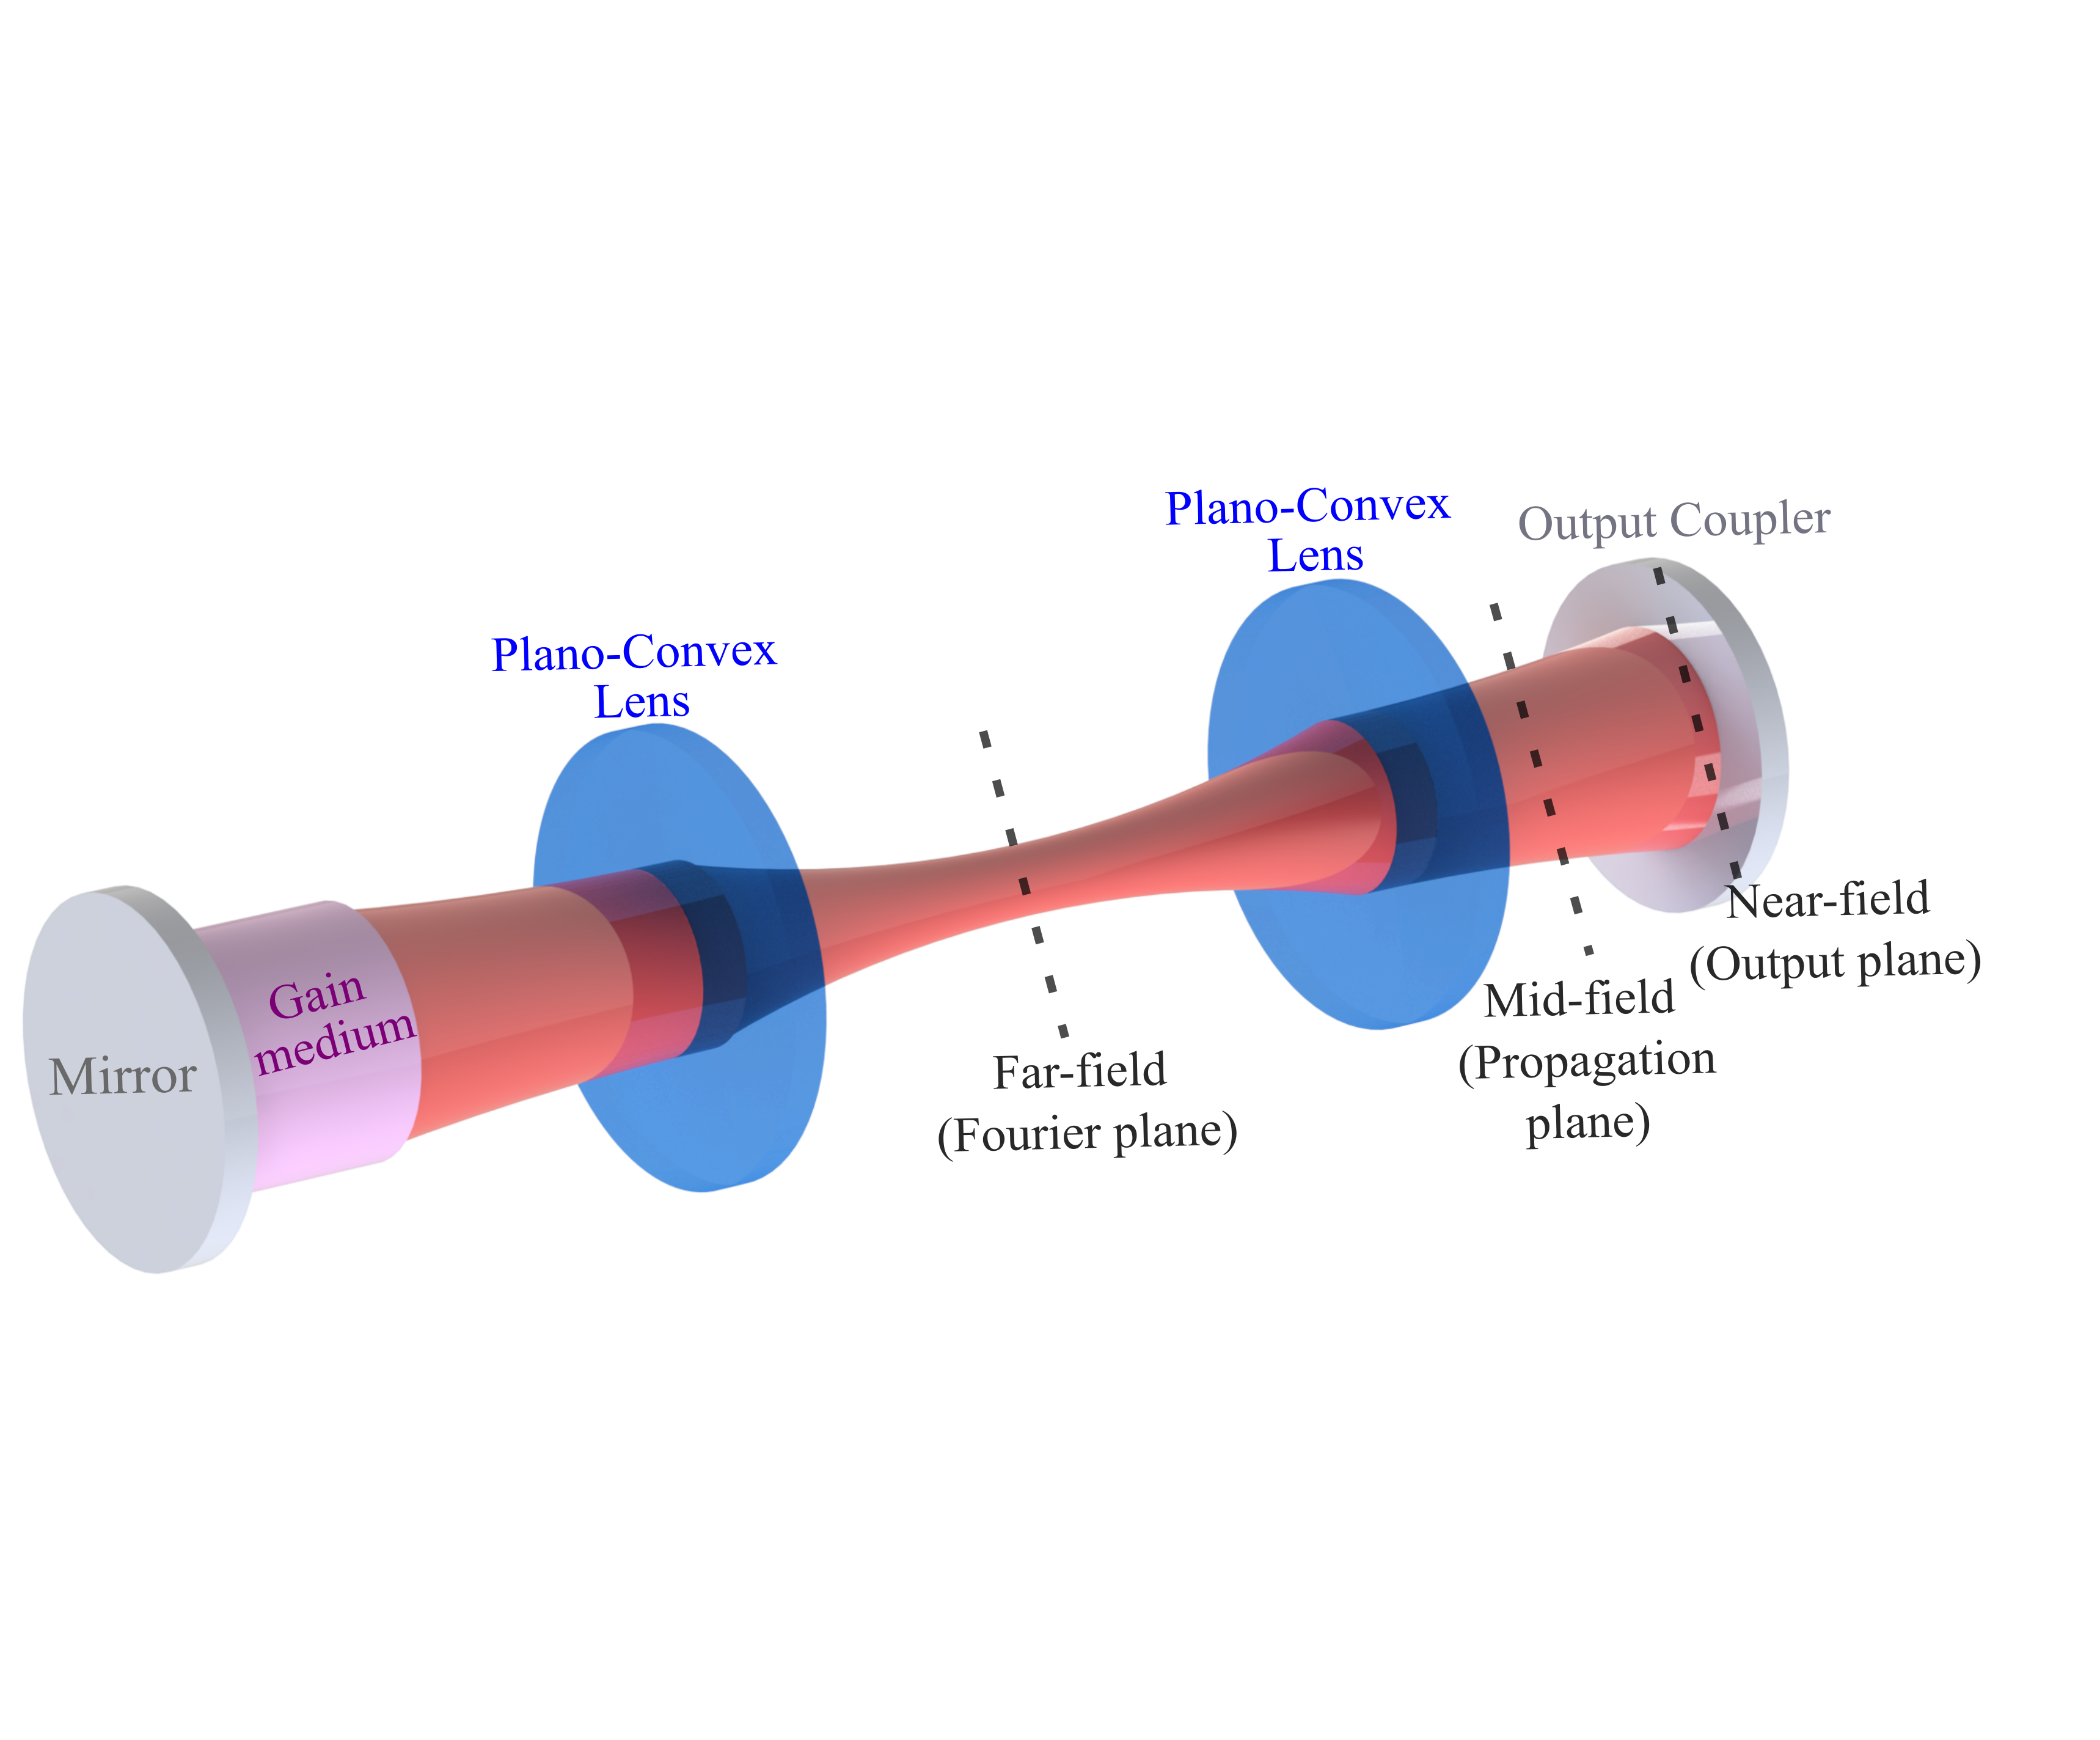 Plano-Convex
Lens
Output Coupler
Plano-Convex
Lens
Gain
medium
Mirror
Near-field
(Output plane)
Mid-field
(Propagation
plane)
Far-field
(Fourier plane)